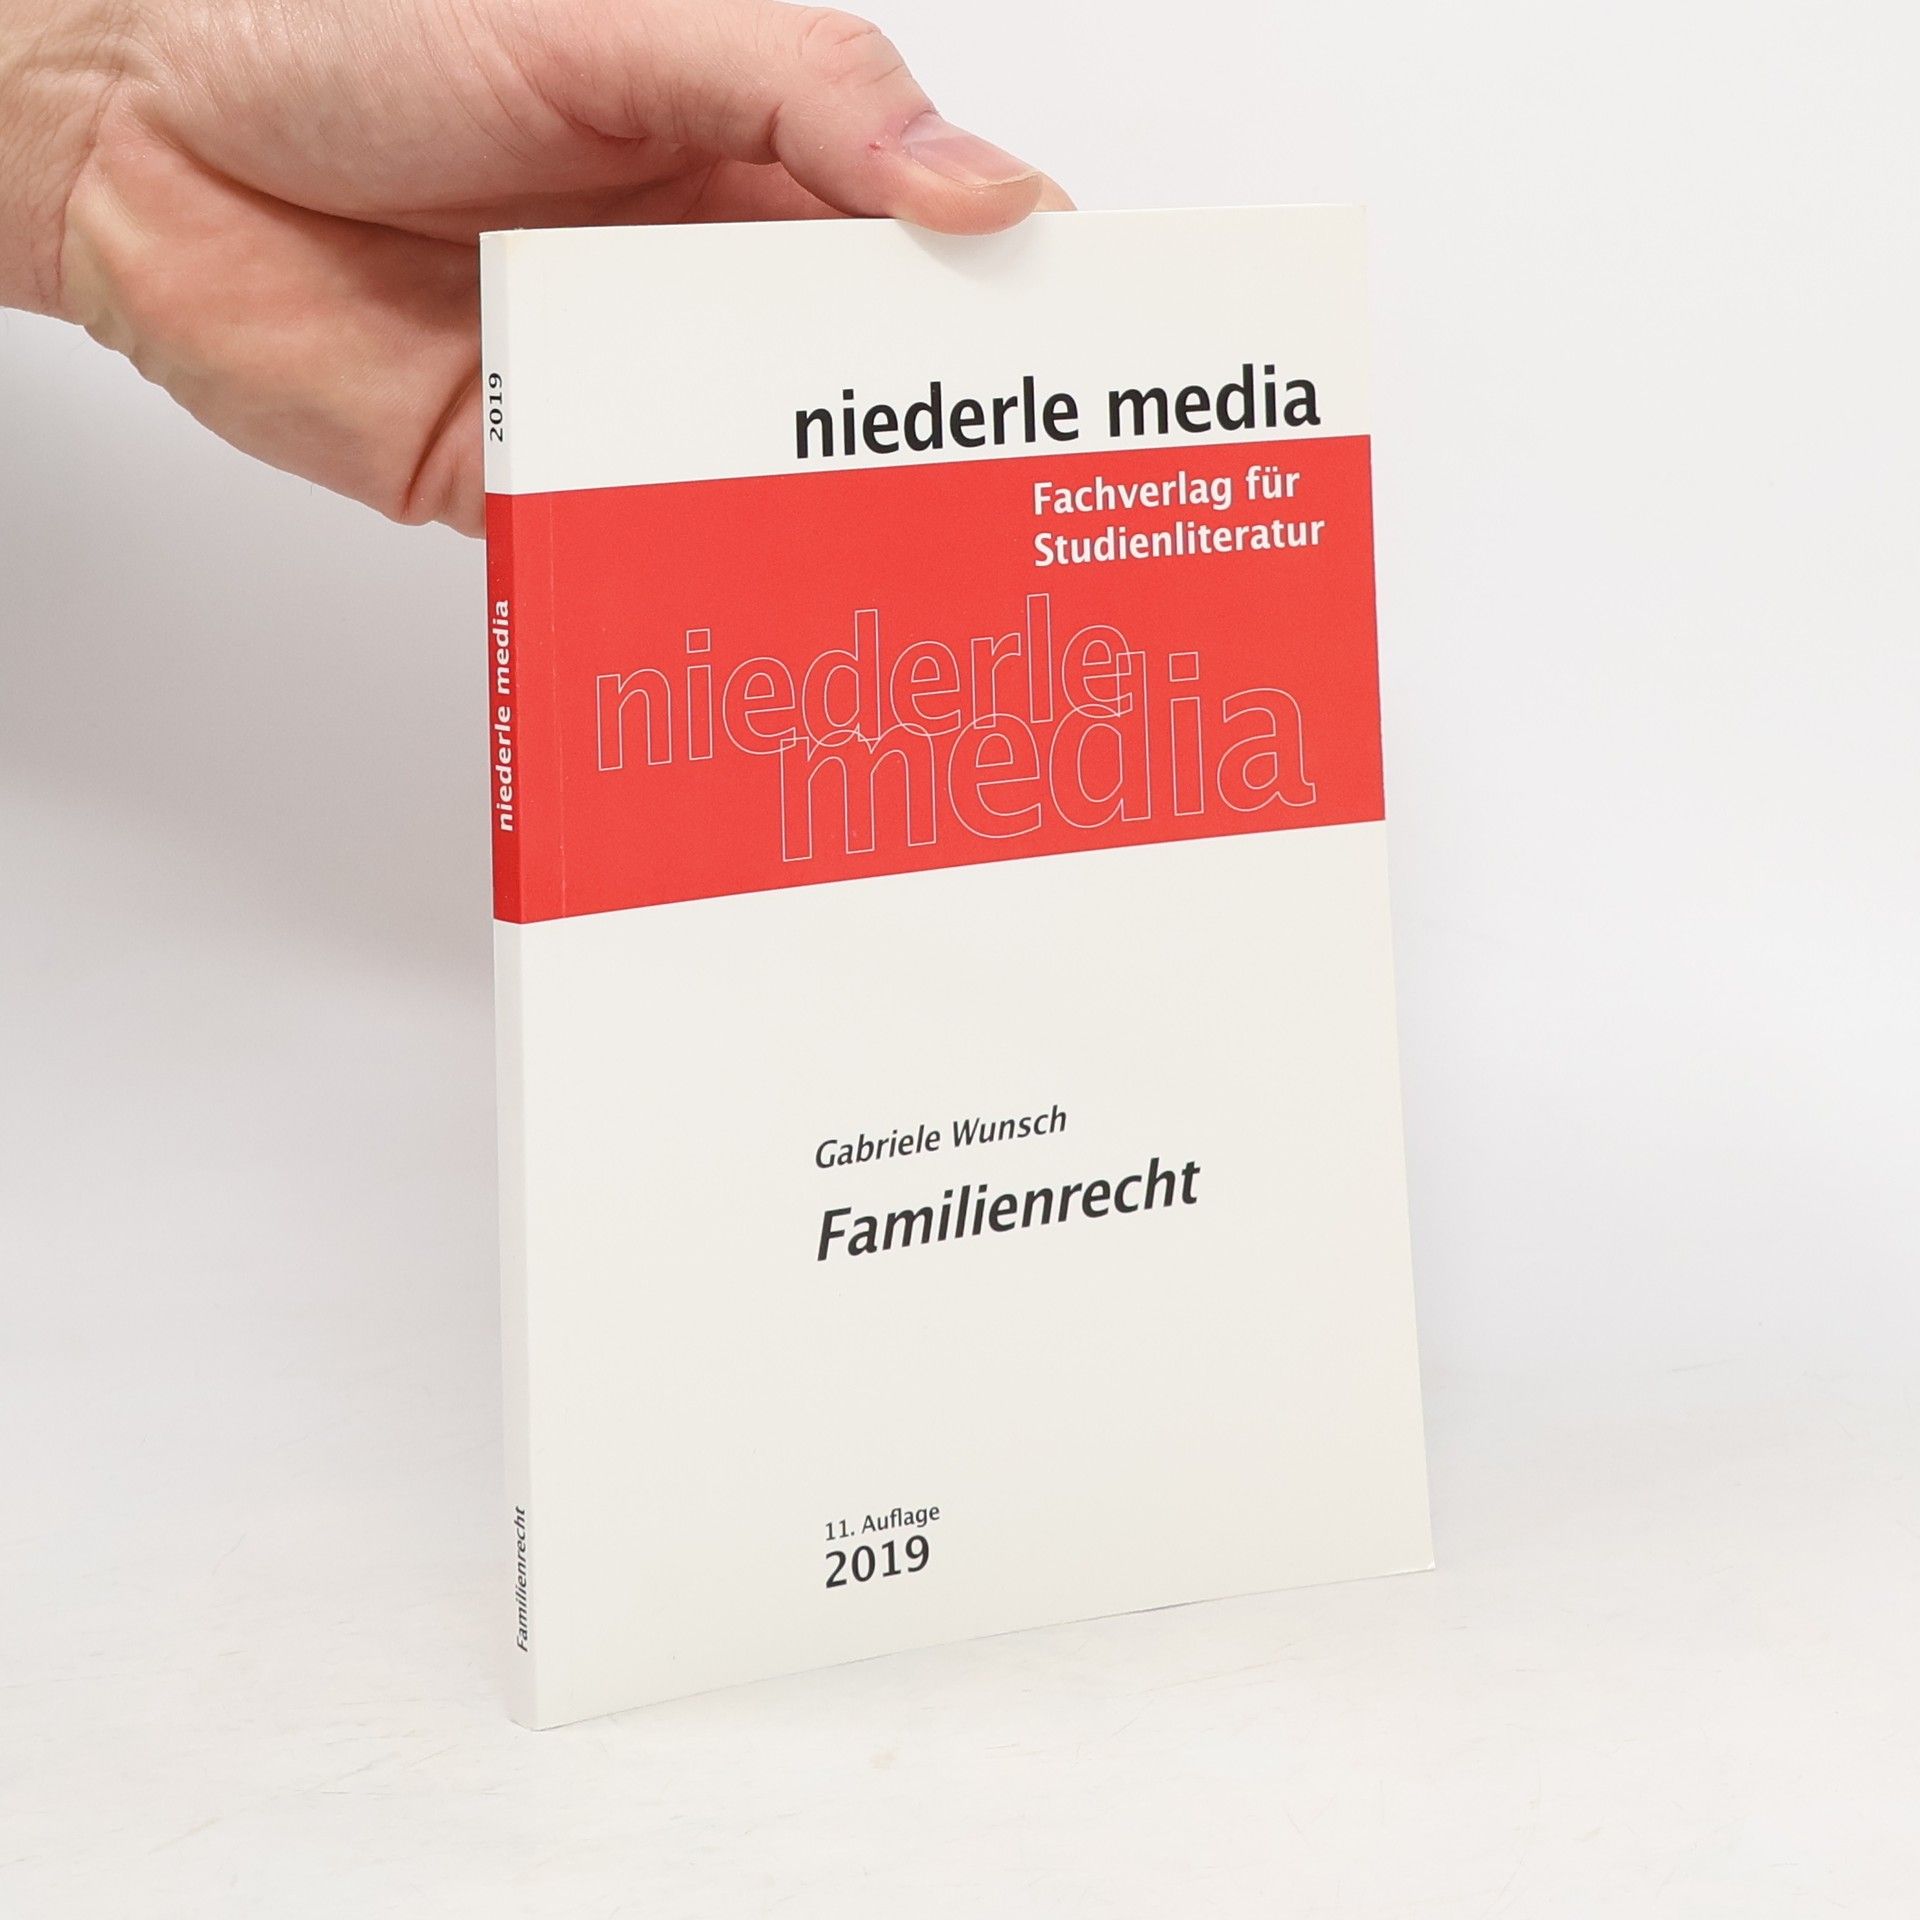 niederle media
Fachverlag für
Studienliteratur
niederle
media
Gabriele Wunsch
Familienrecht
11. Auflage
2019
2019
niederle media
Familienrecht